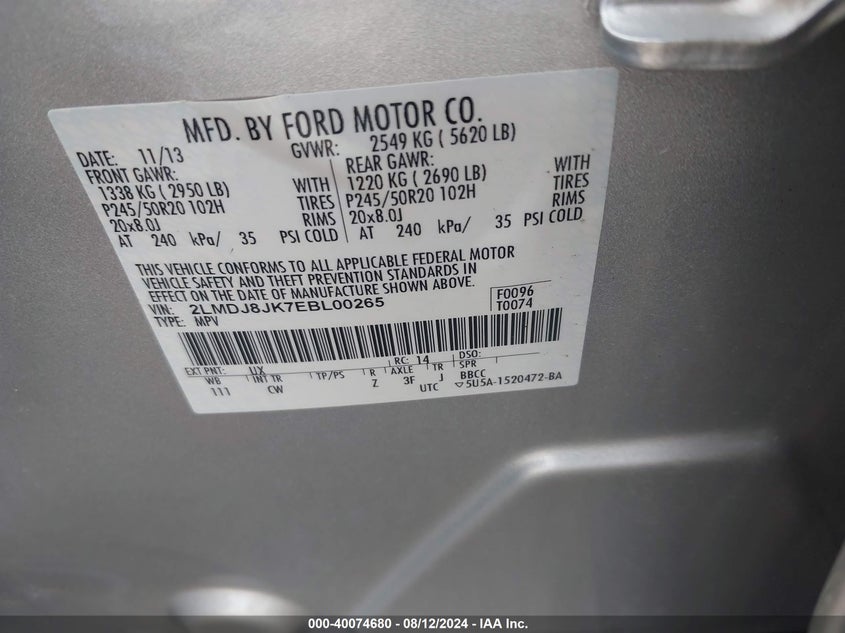 MFD. BY FORD MOTOR CO.
DATE: 11/13 GVWR: 2549 KG ( 5620 LB)
FRONT GAWR: REAR GAWR:
1338 KG ( 2950 LB) WITH 1220 KG ( 2690 LB) WITH
P245/50R20 102H TIRES P245/50R20 102H TIRES
20x8.0J RIMS 20x8.0J RIMS
AT 240 kPa/ 35 PSI COLD AT 240 kPa/ 35 PSI COLD
THIS VEHICLE CONFORMS TO ALL APPLICABLE FEDERAL MOTOR
VEHICLE SAFETY AND THEFT PREVENTION STANDARDS IN
EFFECT ON THE DATE OF MANUFACTURE SHOWN ABOVE.
VIN: 2LMDJ8JK7EBL00265 F0096
TYPE: MPV T0074
EXT PNT: UX RC: 14 DSO:
WB INT TR TP/PS R AXLE TR SPR
111 CW Z 3F J BBCC
UTC ▽5U5A-1520472-BA
000-40074680 - 08/12/2024 - IAA Inc.